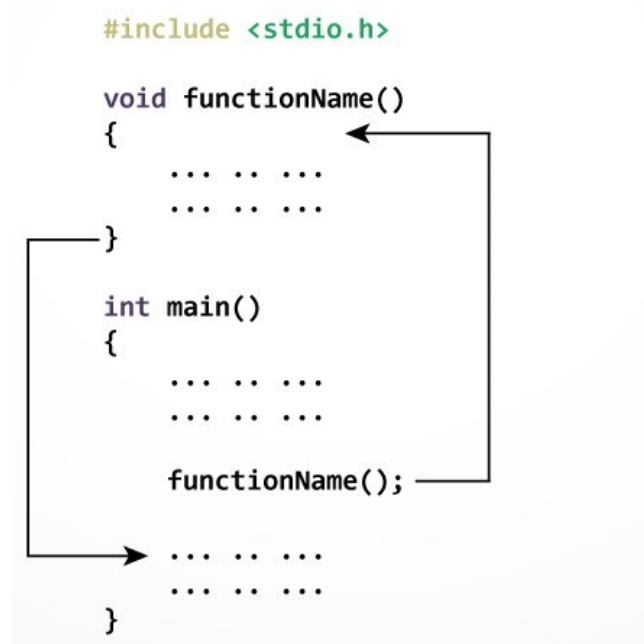 #include <stdio.h>
void functionName()
{
... .. ...
... .. ...
}
int main()
{
... .. ...
... .. ...
functionName();
... .. ...
... .. ...
}